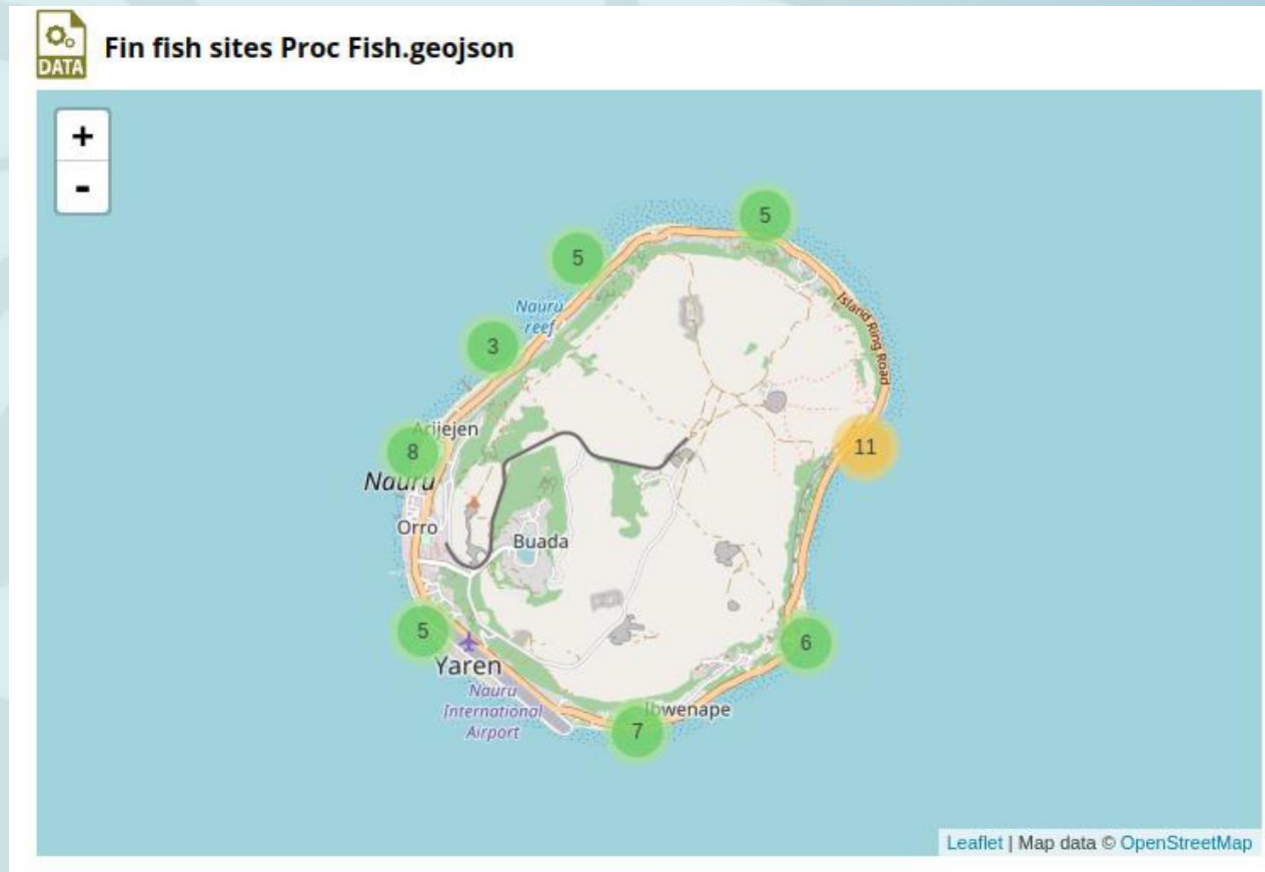 DATA
Fin fish sites Proc Fish.geojson
+
-
5
5
Nauru
reef
Island Ring Road
3
Arijejen
8
11
Nauru
Orro
Buada
5
6
Yaren
Nauru
International
Airport
Ibwenape
7
Leaflet | Map data © OpenStreetMap